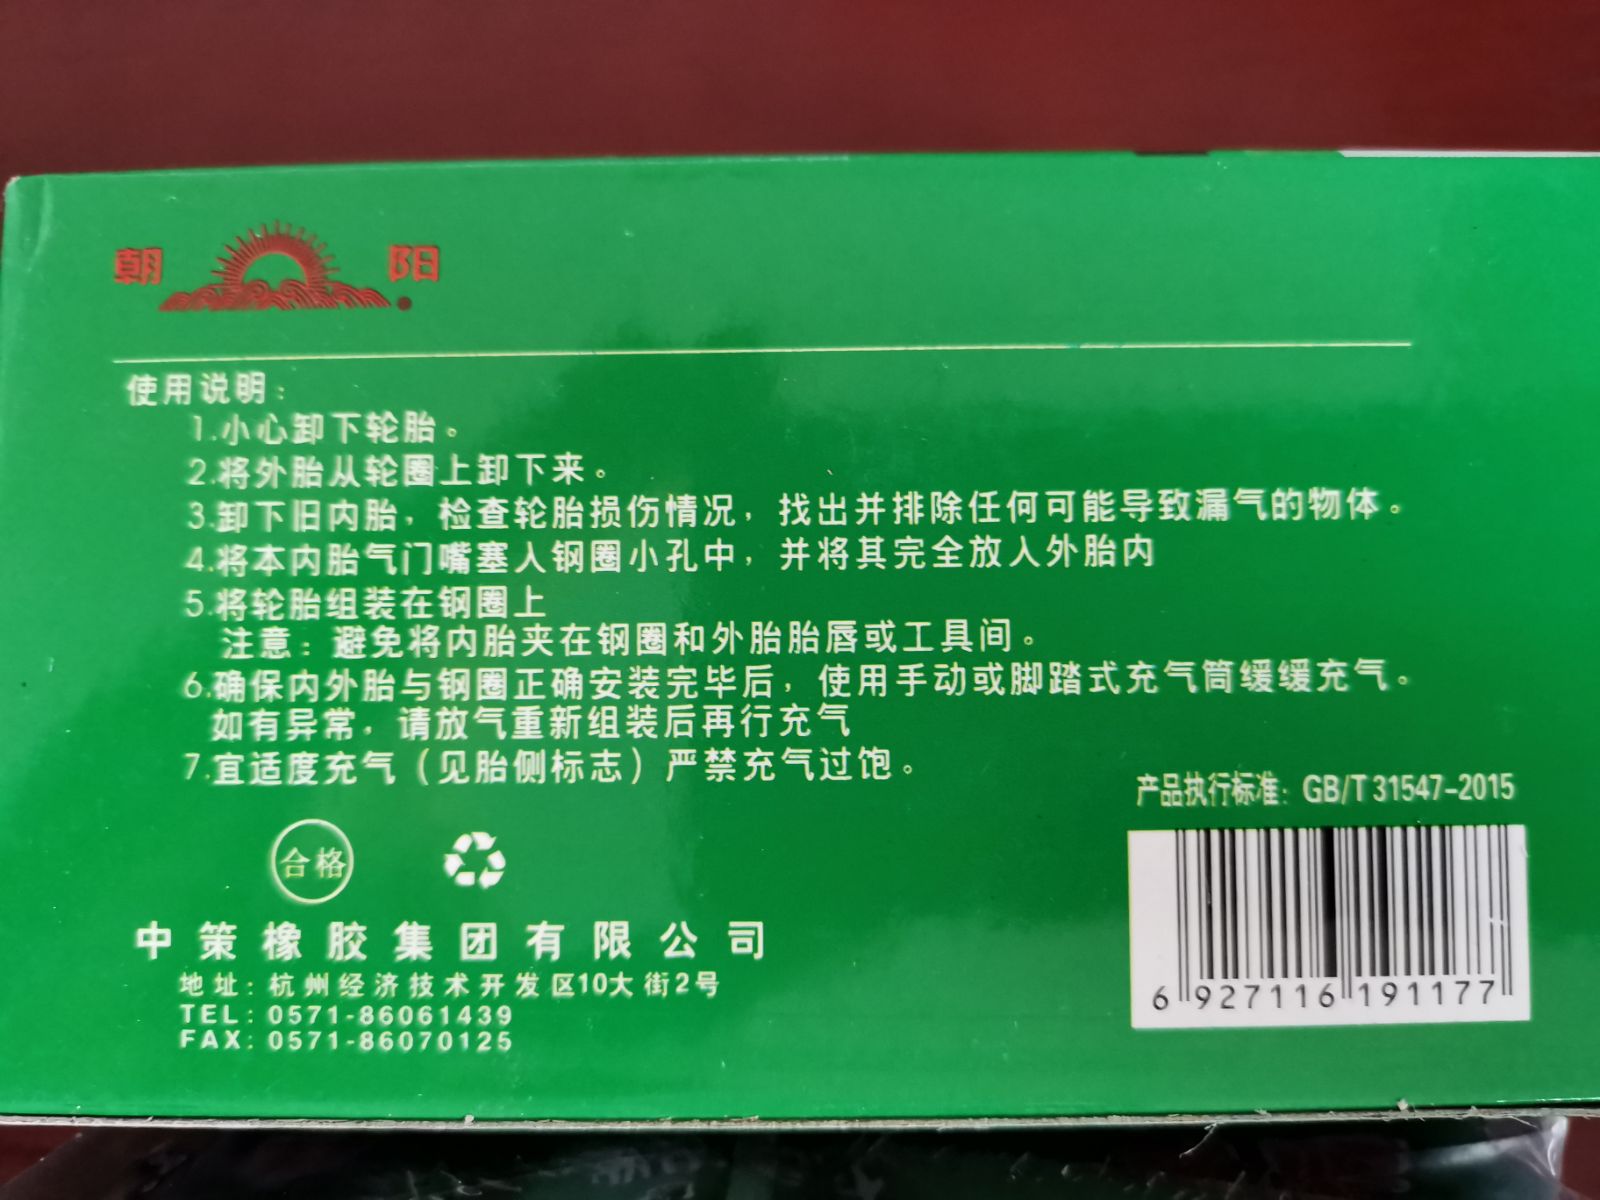 朝阳
使用说明:
1.小心卸下轮胎。
2.将外胎从轮圈上卸下来。
3.卸下旧内胎，检查轮胎损伤情况，找出并排除任何可能导致漏气的物体。
4.将本内胎气门嘴塞入钢圈小孔中，并将其完全放入外胎内
5.将轮胎组装在钢圈上
注意：避免将内胎夹在钢圈和外胎胎唇或工具间。
6.确保内外胎与钢圈正确安装完毕后，使用手动或脚踏式充气筒缓缓充气。
如有异常，请放气重新组装后再行充气
7.宜适度充气（见胎侧标志）严禁充气过饱。
产品执行标准：GB/T 31547-2015
合格
中策橡胶集团有限公司
地址：杭州经济技术开发区10大街2号
TEL: 0571-86061439
FAX: 0571-86070125
6 927116 191177